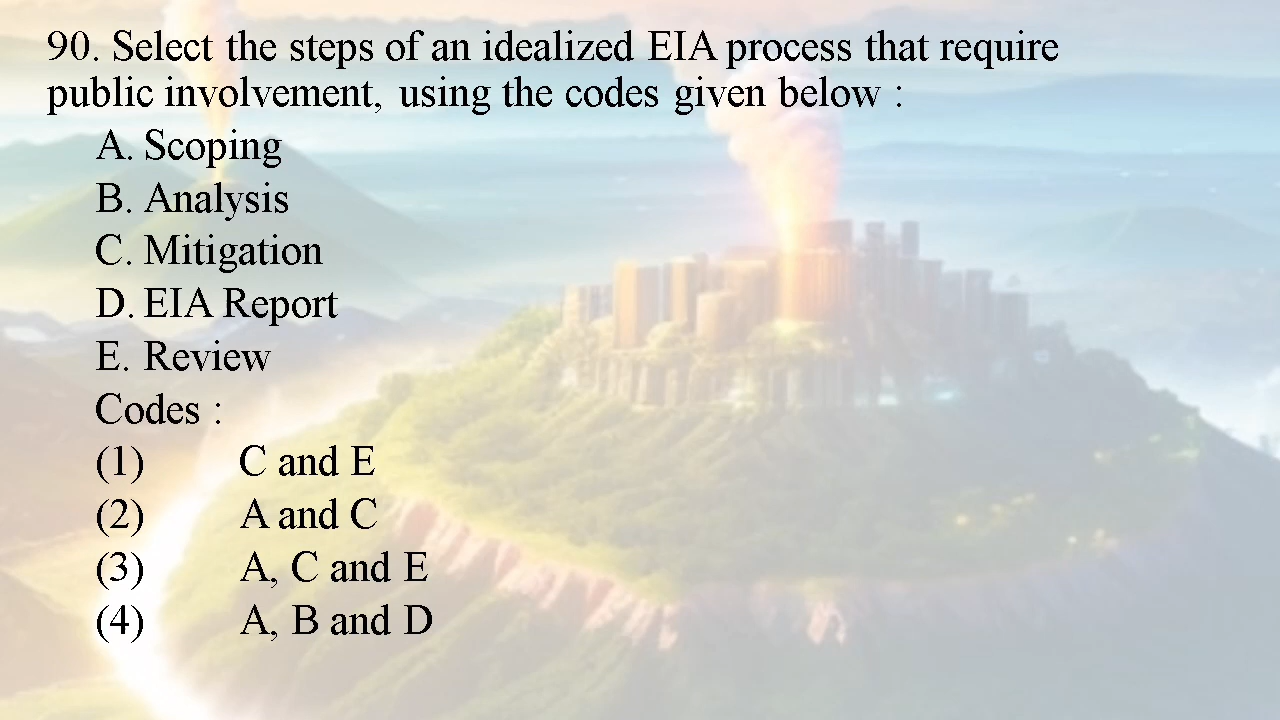 90. Select the steps of an idealized EIA process that require
public involvement, using the codes given below :
A. Scoping
B. Analysis
C. Mitigation
D. EIA Report
E. Review
Codes :
(1) C and E
(2) A and C
(3) A, C and E
(4) A, B and D